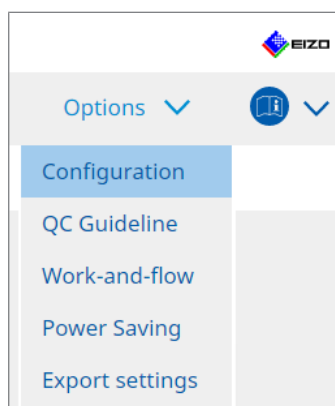 EIZO
Options
Configuration
QC Guideline
Work-and-flow
Power Saving
Export settings